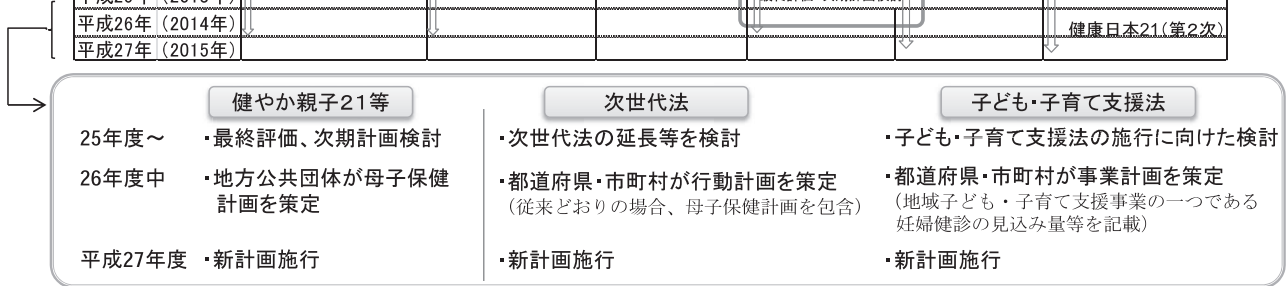 平成26年（2014年）
健康日本21（第2次）
平成27年（2015年）
健やか親子２１等
次世代法
子ども・子育て支援法
25年度～
・最終評価、次期計画検討
・次世代法の延長等を検討
・子ども・子育て支援法の施行に向けた検討
26年度中
・地方公共団体が母子保健
計画を策定
・都道府県・市町村が行動計画を策定
（従来どおりの場合、母子保健計画を包含）
・都道府県・市町村が事業計画を策定
（地域子ども・子育て支援事業の一つである
妊婦健診の見込み量等を記載）
平成27年度
・新計画施行
・新計画施行
・新計画施行